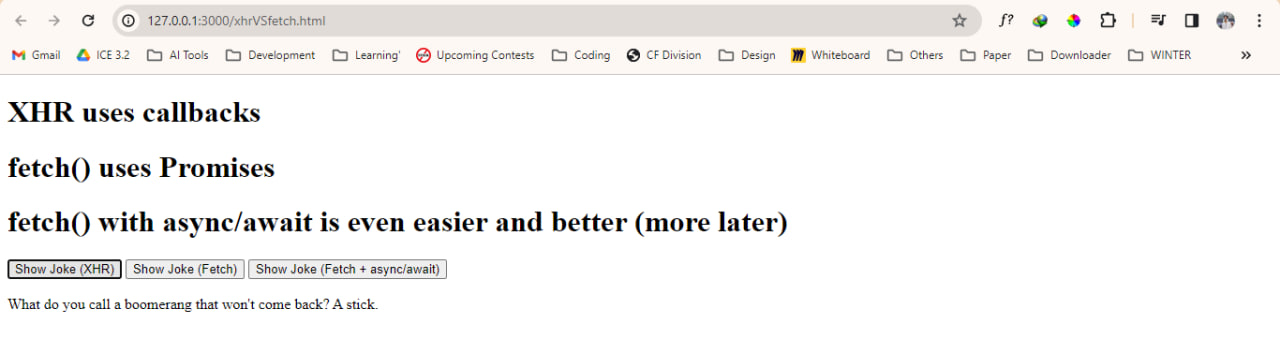 127.0.0.1:3000/xhrVSfetch.html
f?
Gmail ICE 3.2 AI Tools Development Learning' Upcoming Contests Coding CF Division Design Whiteboard Others Paper Downloader WINTER »
XHR uses callbacks
fetch() uses Promises
fetch() with async/await is even easier and better (more later)
Show Joke (XHR) Show Joke (Fetch) Show Joke (Fetch + async/await)
What do you call a boomerang that won't come back? A stick.